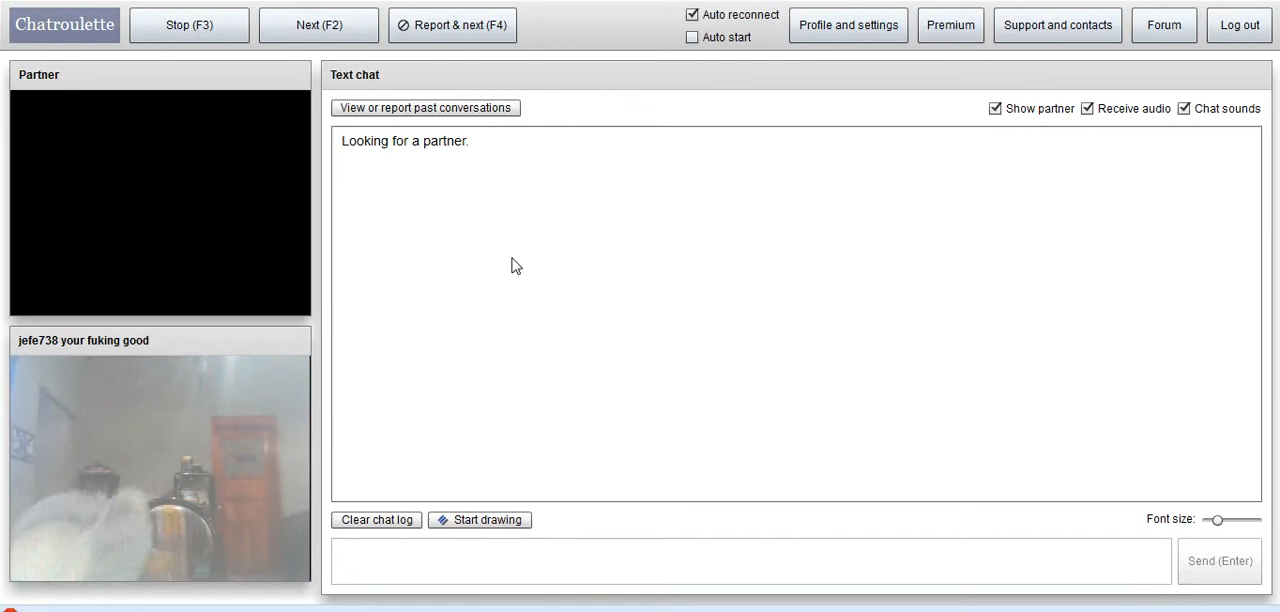 Chatroulette
Stop (F3)
Next (F2)
Report & next (F4)
Auto reconnect
Auto start
Profile and settings
Premium
Support and contacts
Forum
Log out
Partner
Text chat
View or report past conversations
Show partner
Receive audio
Chat sounds
Looking for a partner.
jefe738 your fuking good
Clear chat log
Start drawing
Font size:
Send (Enter)